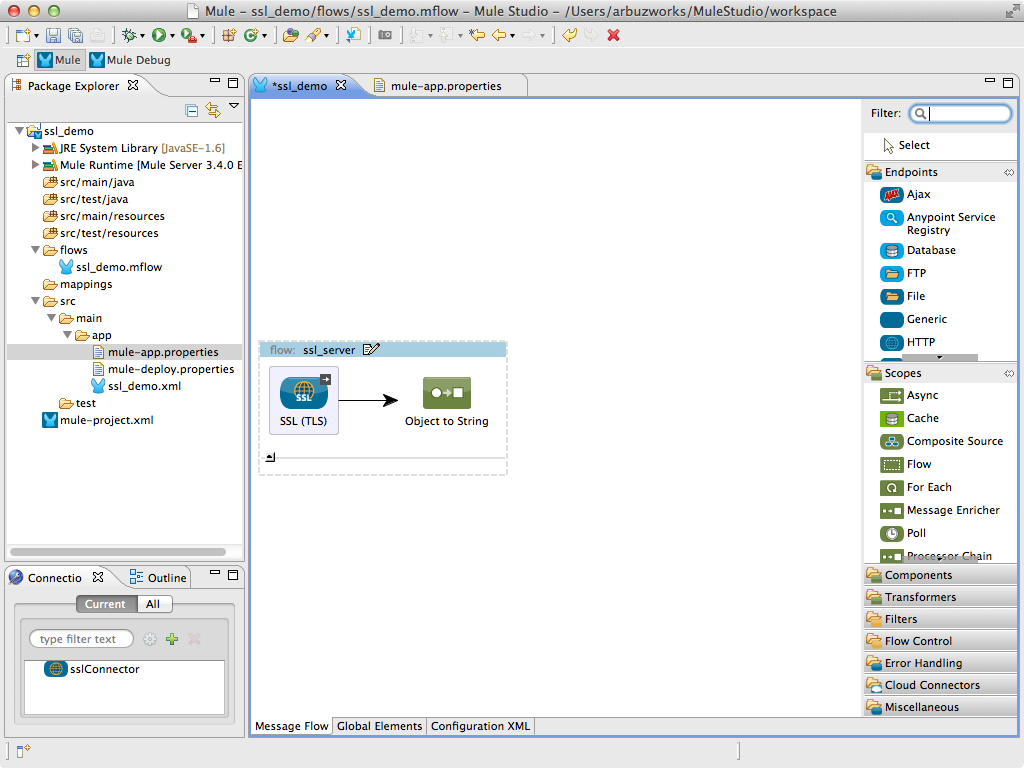 Mule – ssl_demo/flows/ssl_demo.mflow – Mule Studio – /Users/arbuzworks/MuleStudio/workspace
Mule
Mule Debug
Package Explorer
ssl_demo
JRE System Library [JavaSE-1.6]
Mule Runtime [Mule Server 3.4.0 E
src/main/java
src/test/java
src/main/resources
src/test/resources
flows
ssl_demo.mflow
mappings
src
main
app
mule-app.properties
mule-deploy.properties
ssl_demo.xml
test
mule-project.xml
Connectio
Outline
Current
All
type filter text
sslConnector
*ssl_demo
mule-app.properties
flow: ssl_server
SSL
SSL (TLS)
Object to String
Message Flow
Global Elements
Configuration XML
Filter:
Select
Endpoints
Ajax
Anypoint Service
Registry
Database
FTP
File
Generic
HTTP
Scopes
Async
Cache
Composite Source
Flow
For Each
Message Enricher
Poll
Processor Chain
Components
Transformers
Filters
Flow Control
Error Handling
Cloud Connectors
Miscellaneous